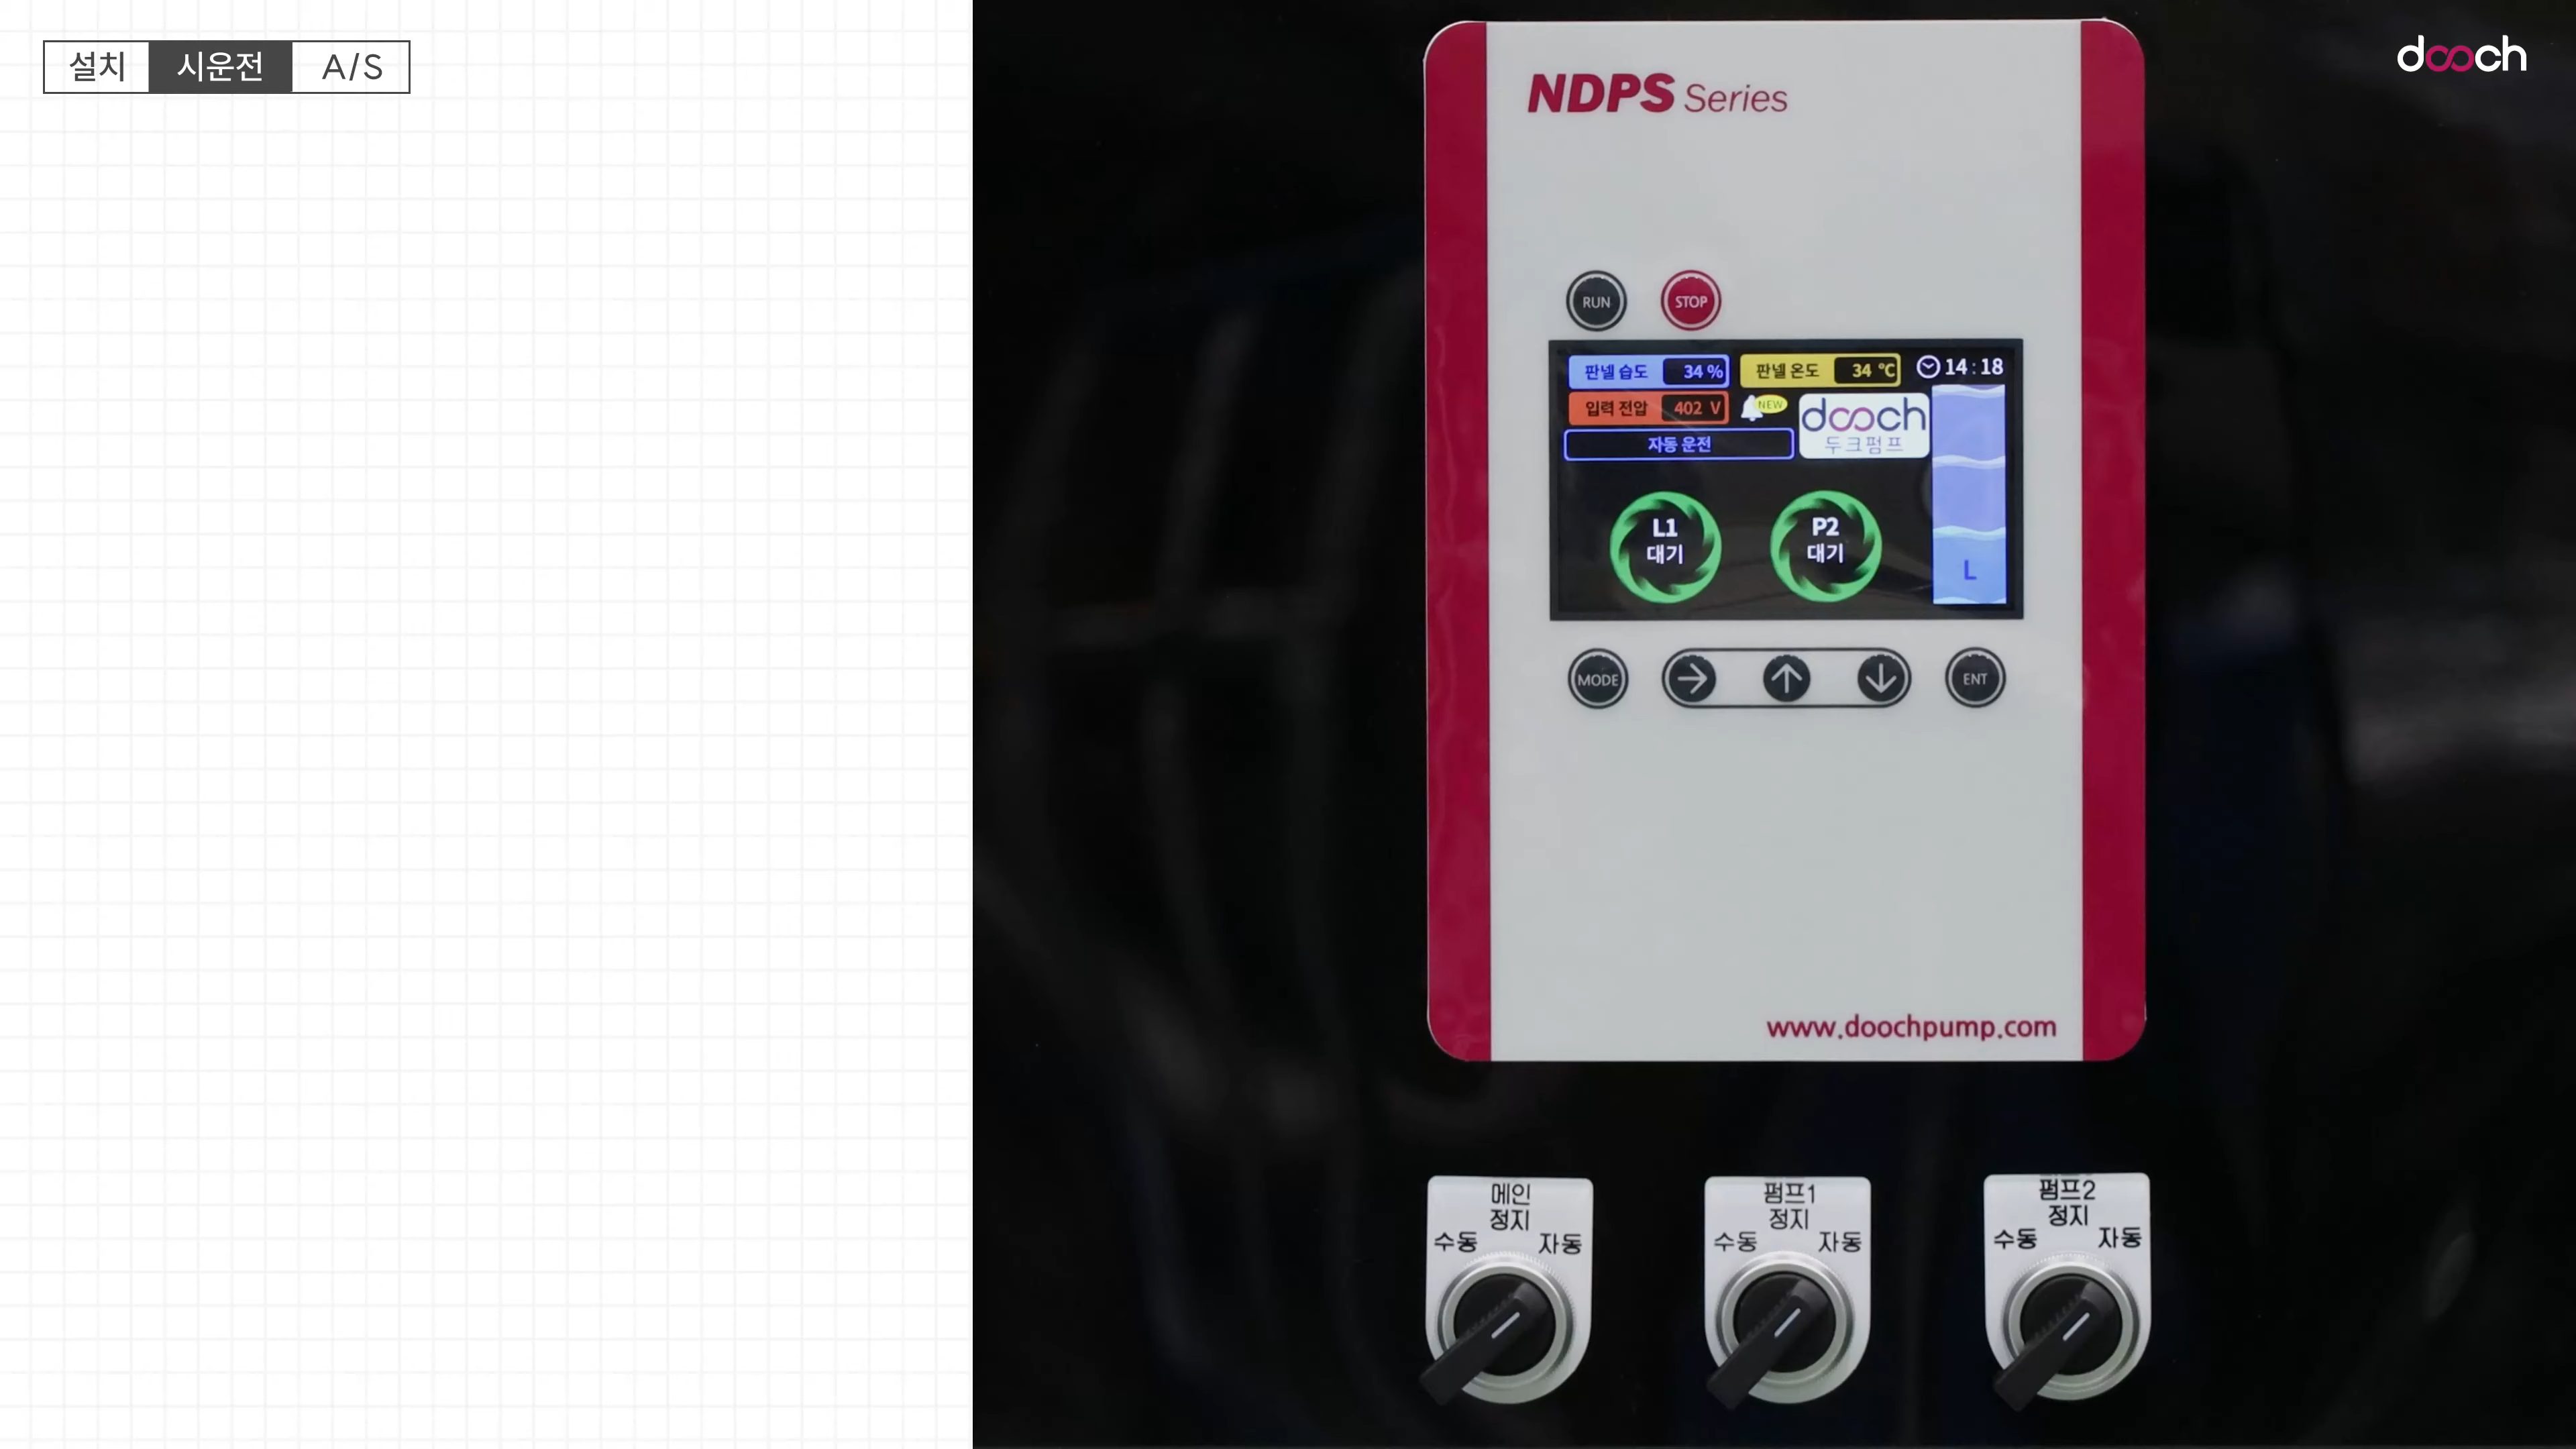 설치 시운전 A/S
dooch
NDPS Series
RUN STOP
판넬 습도 34 % 판넬 온도 34 ℃ 14:18
입력 전압 402 V NEW
dooch
두크펌프
자동 운전
L1
대기
P2
대기
L
MODE ENT
www.doochpump.com
메인
정지
수동 자동
펌프1
정지
수동 자동
펌프2
정지
수동 자동